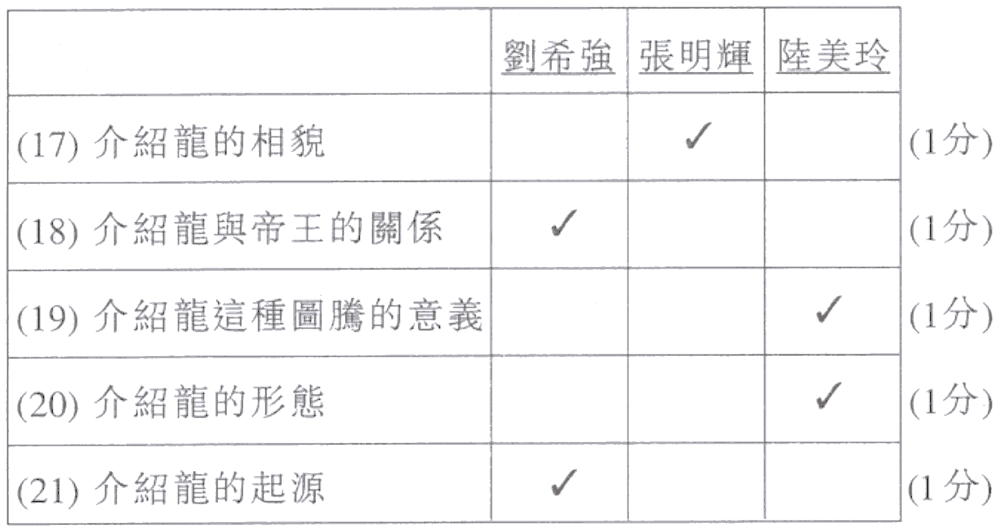 劉希強 張明輝 陸美玲
(17) 介紹龍的相貌 ✓ (1分)
(18) 介紹龍與帝王的關係 ✓ (1分)
(19) 介紹龍這種圖騰的意義 ✓ (1分)
(20) 介紹龍的形態 ✓ (1分)
(21) 介紹龍的起源 ✓ (1分)